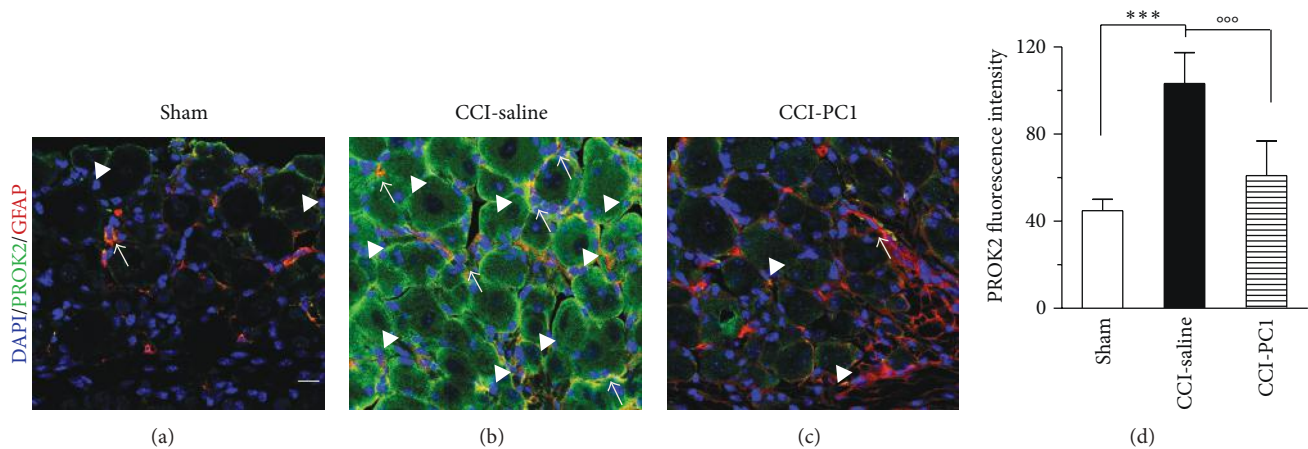 Sham
CCI-saline
CCI-PC1
DAPI/PROK2/GFAP
(a)
(b)
(c)
PROK2 fluorescence intensity
120
80
40
0
***
°°°
Sham
CCI-saline
CCI-PC1
(d)